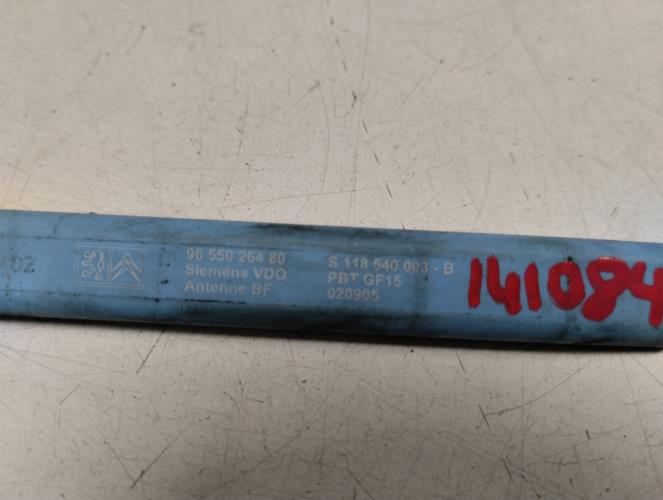 02
96 550 264 80
Siemens VDO
Antenne BF
S 118 540 003 - B
PBT GF15
020905
141084